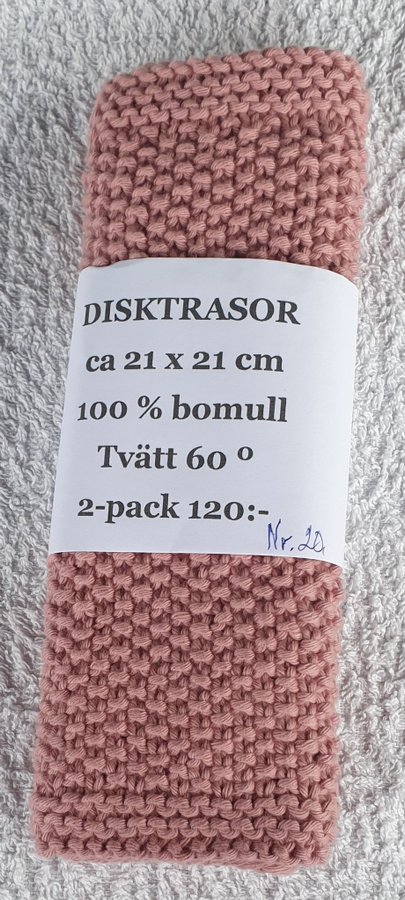 DISKTRASOR
ca 21 x 21 cm
100 % bomull
Tvätt 60 º
2-pack 120:-
Nr. 20